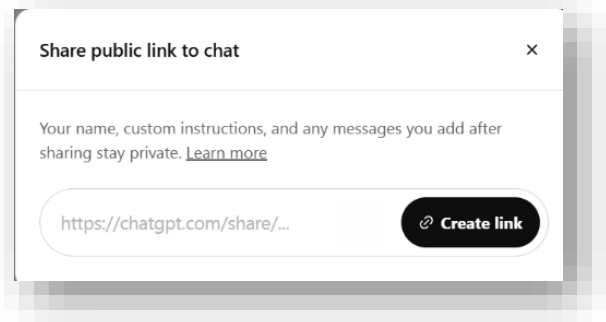 Share public link to chat
Your name, custom instructions, and any messages you add after
sharing stay private. Learn more
https://chatgpt.com/share/...
Create link